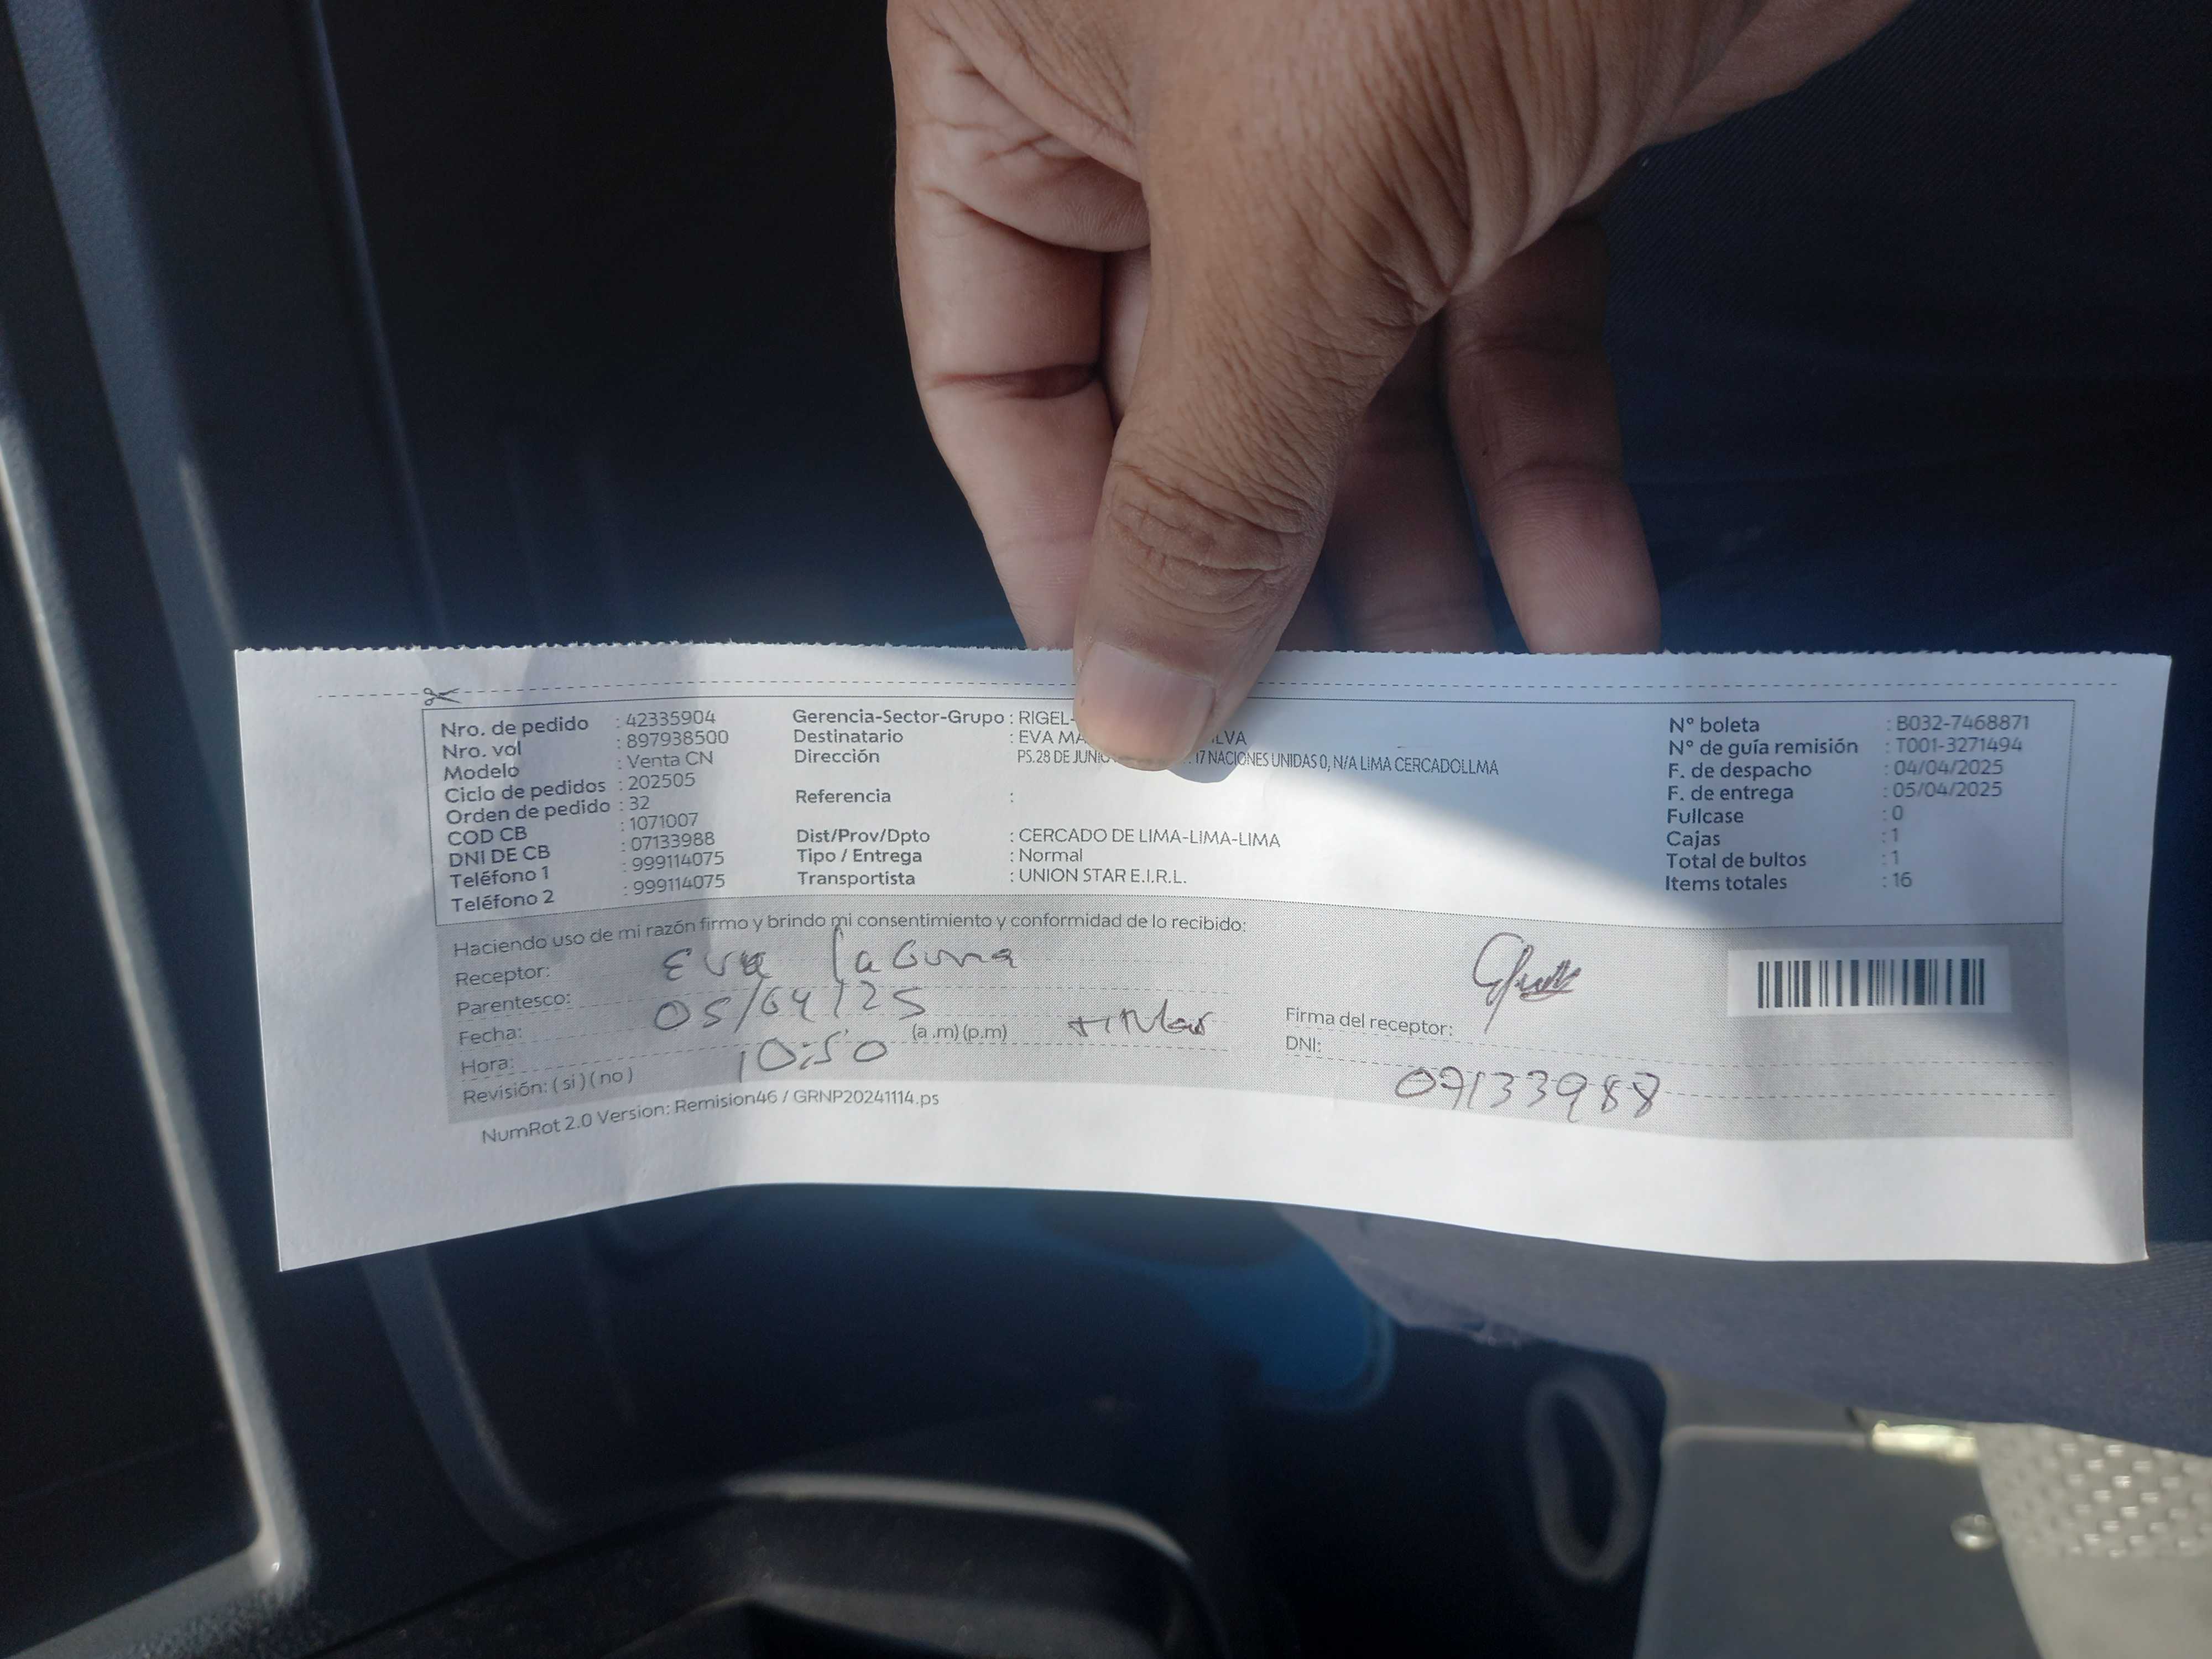 Nro. de pedido : 42335904
Nro. vol : 897938500
Modelo : Venta CN
Ciclo de pedidos : 202505
Orden de pedido : 32
COD CB : 1071007
DNI DE CB : 07133988
Teléfono 1 : 999114075
Teléfono 2 : 999114075
Gerencia-Sector-Grupo : RIGEL-
Destinatario : EVA
Dirección : PS.28 DE 17 NACIONES UNIDAS 0, N/A LIMA CERCADOLLMA
Referencia :
Dist/Prov/Dpto : CERCADO DE LIMA-LIMA-LIMA
Tipo / Entrega : Normal
Transportista : UNION STAR E.I.R.L.
N° boleta : B032-7468871
N° de guía remisión : T001-3271494
F. de despacho : 04/04/2025
F. de entrega : 05/04/2025
Fullcase : 0
Cajas : 1
Total de bultos : 1
Items totales : 16
Haciendo uso de mi razón firmo y brindo mi consentimiento y conformidad de lo recibido:
Receptor: Eva Laguna
Parentesco:
Fecha: 05/04/25
Hora: 10:50 (a .m) (p.m) titular
Revisión: ( si ) ( no )
Firma del receptor:
DNI: 07133988
NumRot 2.0 Version: Remision46 / GRNP20241114.ps